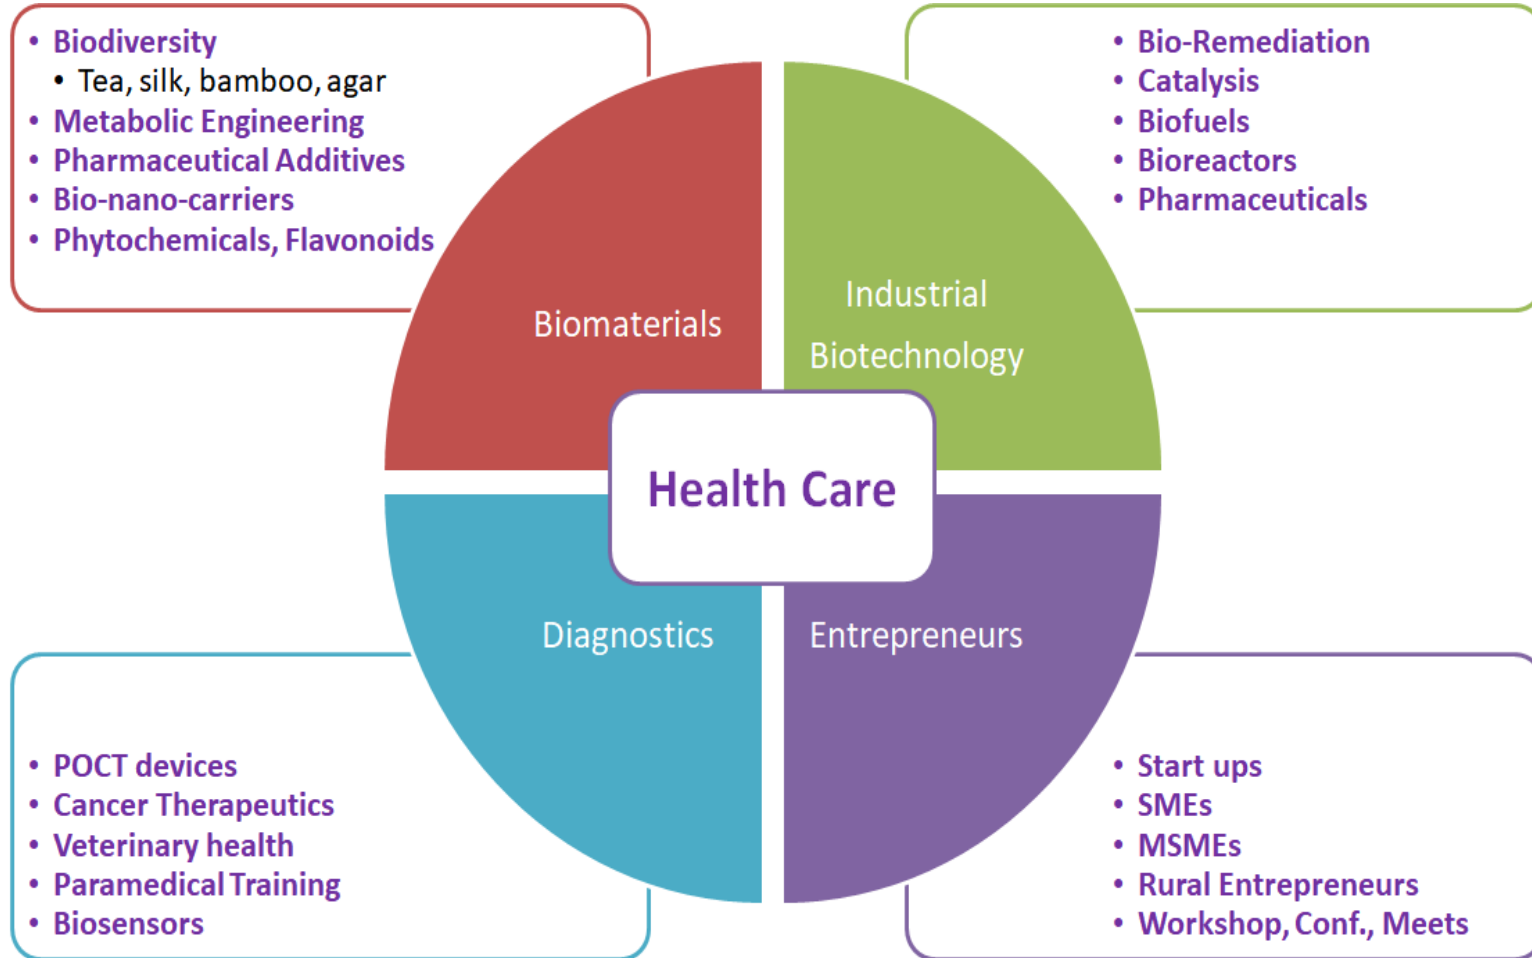 • Biodiversity
• Tea, silk, bamboo, agar
• Metabolic Engineering
• Pharmaceutical Additives
• Bio-nano-carriers
• Phytochemicals, Flavonoids
• Bio-Remediation
• Catalysis
• Biofuels
• Bioreactors
• Pharmaceuticals
Biomaterials
Industrial
Biotechnology
Health Care
Diagnostics
Entrepreneurs
• POCT devices
• Cancer Therapeutics
• Veterinary health
• Paramedical Training
• Biosensors
• Start ups
• SMEs
• MSMEs
• Rural Entrepreneurs
• Workshop, Conf., Meets